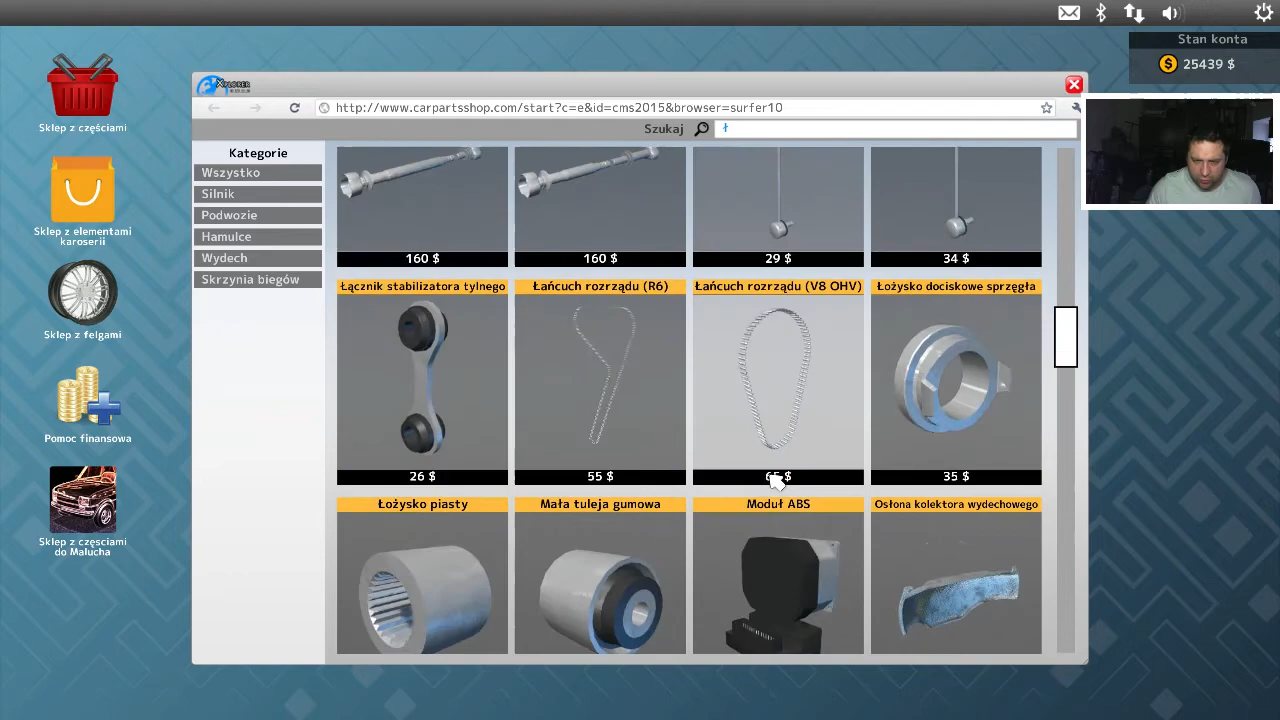 Stan konta
$ 25439 $
Sklep z częściami
XPLORER
http://www.carpartsshop.com/start?c=e&id=cms2015&browser=surfer10
Szukaj
ł
Kategorie
Wszystko
Silnik
Podwozie
Hamulce
Wydech
Skrzynia biegów
Sklep z elementami
karoserii
Sklep z felgami
Pomoc finansowa
Sklep z częsciami
do Malucha
160 $
160 $
29 $
34 $
Łącznik stabilizatora tylnego
Łańcuch rozrządu (R6)
Łańcuch rozrządu (V8 OHV)
Łożysko dociskowe sprzęgła
26 $
55 $
65 $
35 $
Łożysko piasty
Mała tuleja gumowa
Moduł ABS
Osłona kolektora wydechowego